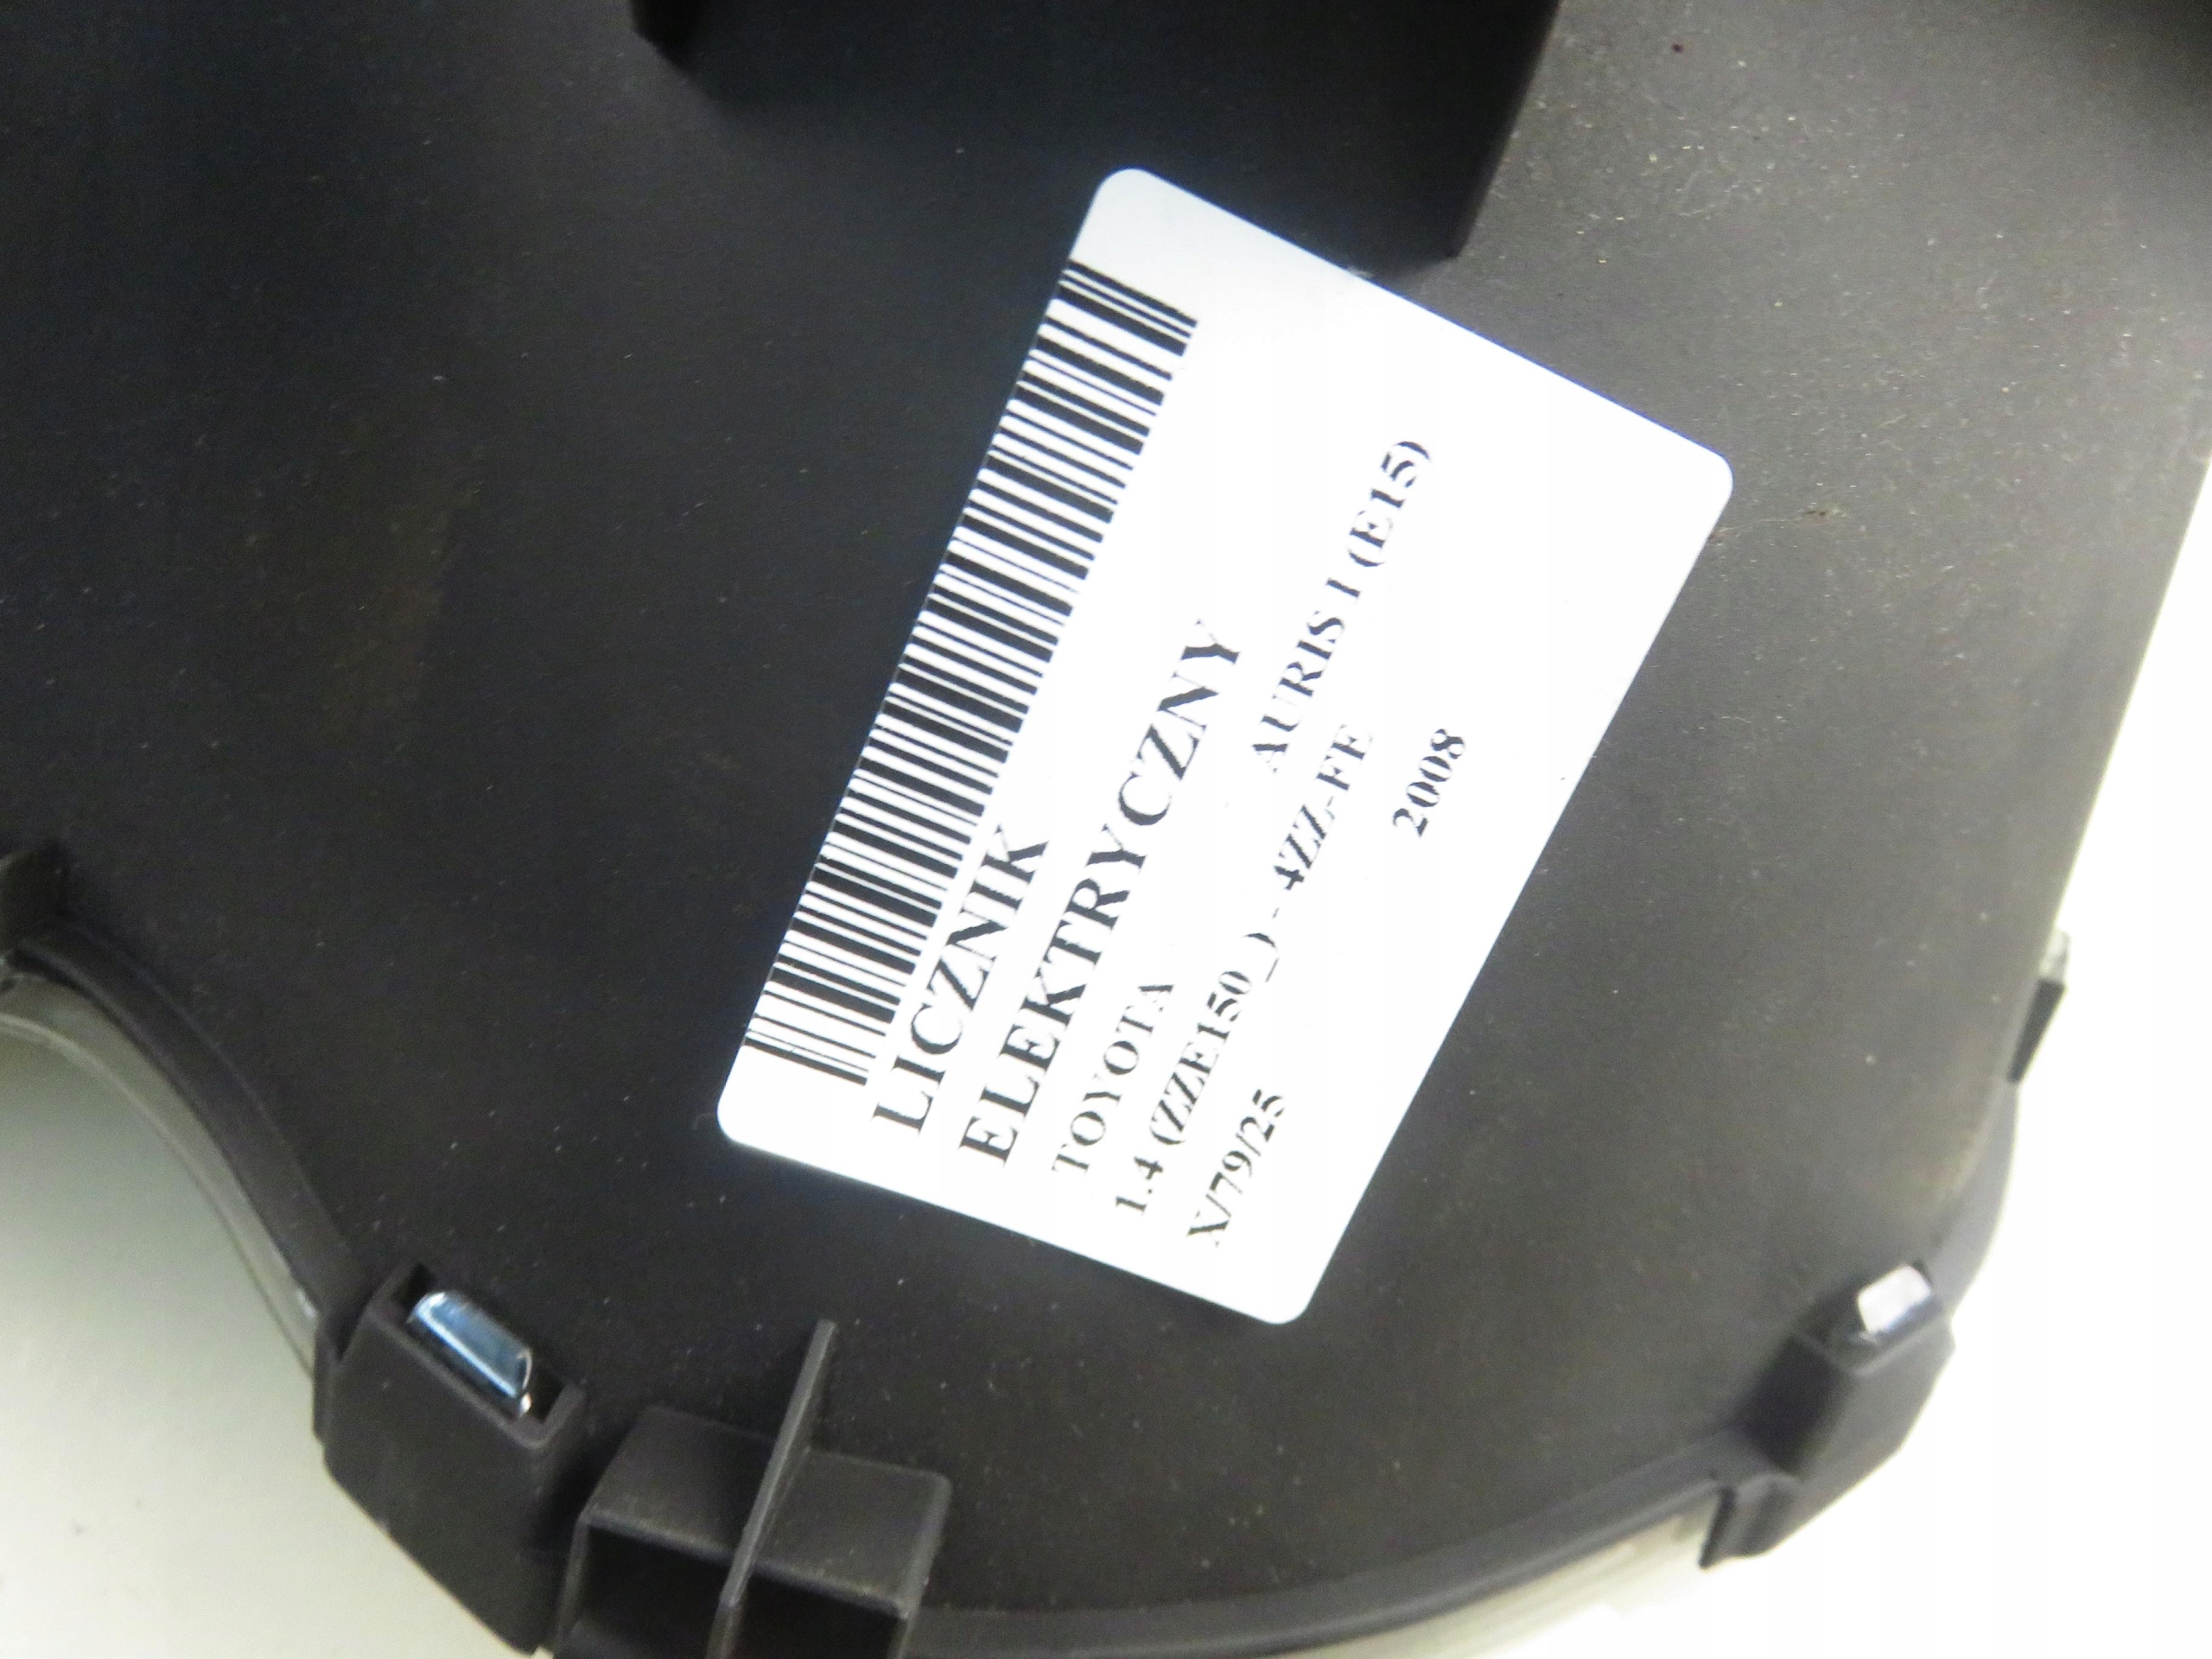 LICZNIK
ELEKTRYCZNY
TOYOTA AURIS I (E15)
1.4 (ZZE150_) - 4ZZ-FE
X/79/25 2008